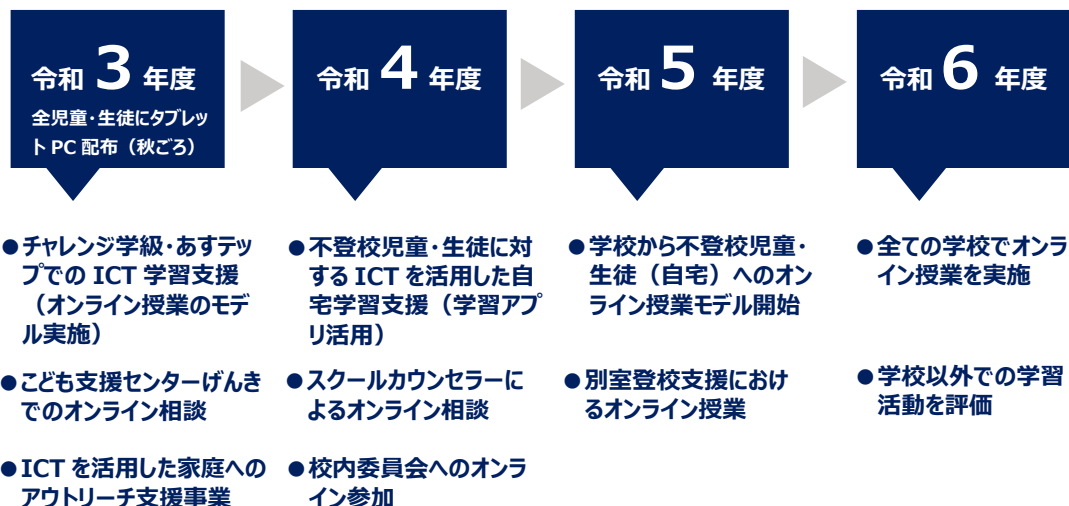 令和 3 年度
全児童・生徒にタブレッ
ト PC 配布（秋ごろ）
令和 4 年度
令和 5 年度
令和 6 年度
●チャレンジ学級・あすテッ
プでの ICT 学習支援
（オンライン授業のモデ
ル実施）
●こども支援センターげんき
でのオンライン相談
●ICT を活用した家庭への
アウトリーチ支援事業
●不登校児童・生徒に対
する ICT を活用した自
宅学習支援（学習アプ
リ活用）
●スクールカウンセラーに
よるオンライン相談
●校内委員会へのオンラ
イン参加
●学校から不登校児童・
生徒（自宅）へのオン
ライン授業モデル開始
●別室登校支援におけ
るオンライン授業
●全ての学校でオンラ
イン授業を実施
●学校以外での学習
活動を評価